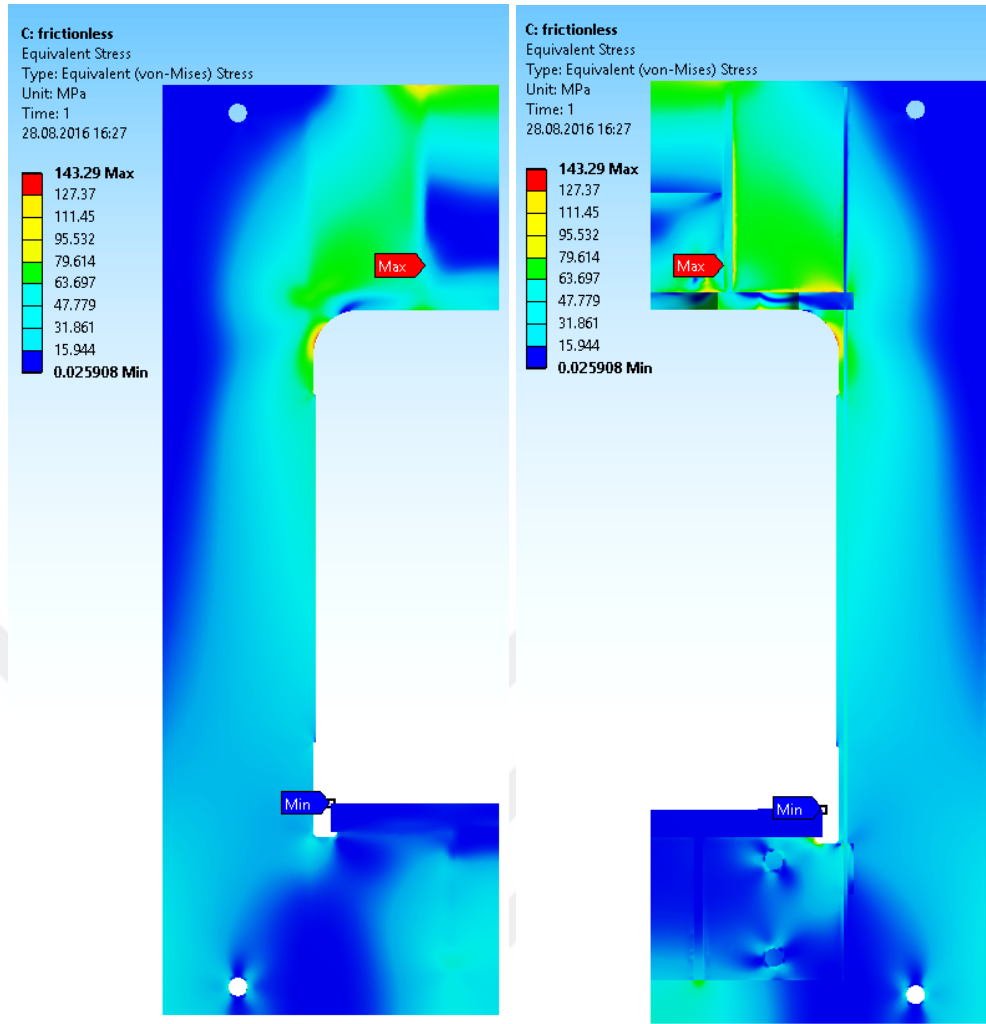 C: frictionless
Equivalent Stress
Type: Equivalent (von-Mises) Stress
Unit: MPa
Time: 1
28.08.2016 16:27
143.29 Max
127.37
111.45
95.532
79.614
63.697
47.779
31.861
15.944
0.025908 Min
Max
Min
C: frictionless
Equivalent Stress
Type: Equivalent (von-Mises) Stress
Unit: MPa
Time: 1
28.08.2016 16:27
143.29 Max
127.37
111.45
95.532
79.614
63.697
47.779
31.861
15.944
0.025908 Min
Max
Min